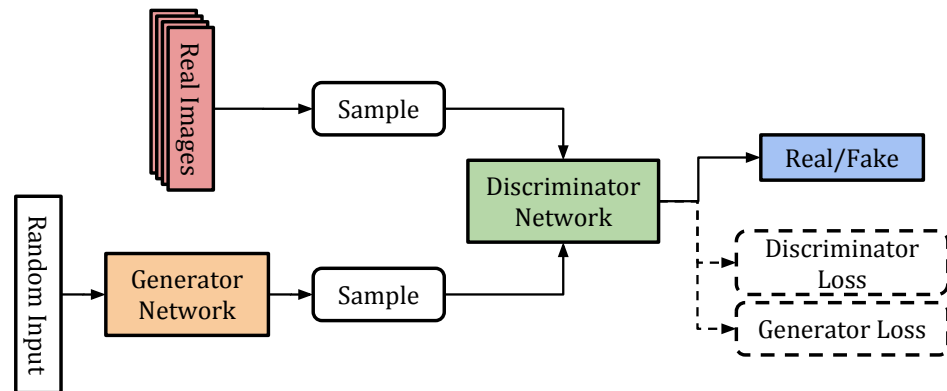 Real Images
Sample
Real/Fake
Discriminator
Network
Random Input
Generator
Network
Sample
Discriminator
Loss
Generator Loss